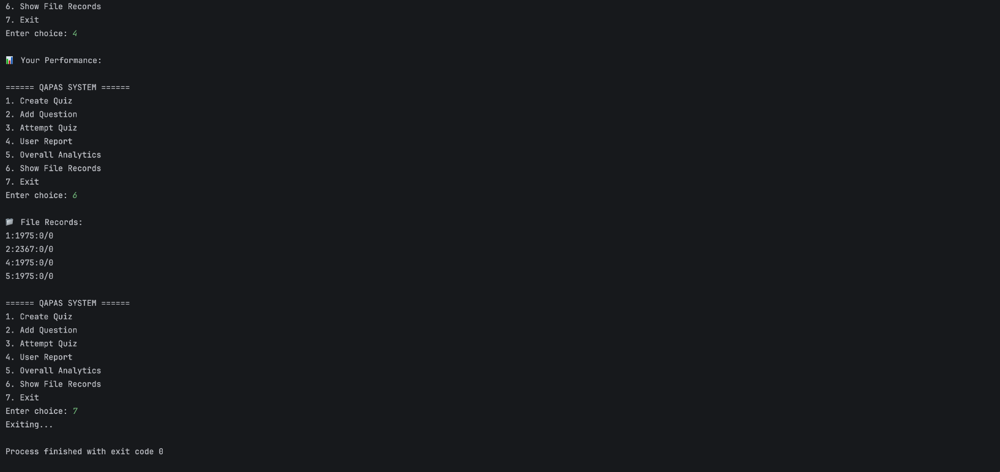 6. Show File Records
7. Exit
Enter choice: 4
📊 Your Performance:
====== QAPAS SYSTEM ======
1. Create Quiz
2. Add Question
3. Attempt Quiz
4. User Report
5. Overall Analytics
6. Show File Records
7. Exit
Enter choice: 6
📁 File Records:
1:1975:0/0
2:2367:0/0
4:1975:0/0
5:1975:0/0
====== QAPAS SYSTEM ======
1. Create Quiz
2. Add Question
3. Attempt Quiz
4. User Report
5. Overall Analytics
6. Show File Records
7. Exit
Enter choice: 7
Exiting...
Process finished with exit code 0